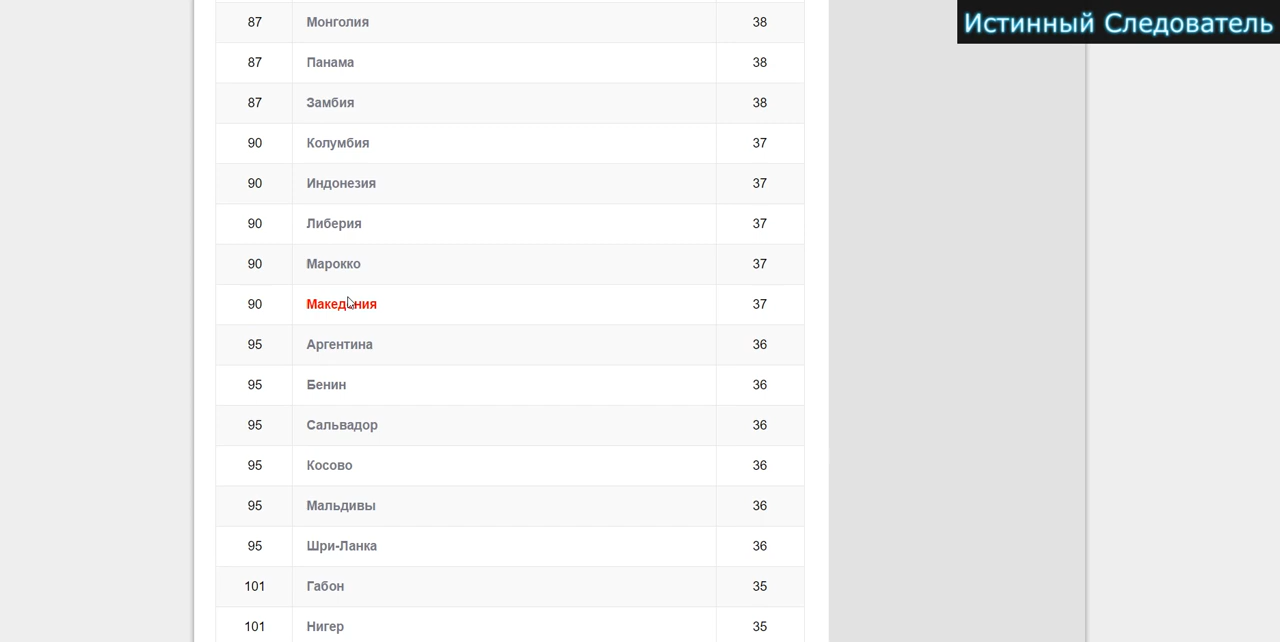 Истинный Следователь
87 Монголия 38
87 Панама 38
87 Замбия 38
90 Колумбия 37
90 Индонезия 37
90 Либерия 37
90 Марокко 37
90 Македония 37
95 Аргентина 36
95 Бенин 36
95 Сальвадор 36
95 Косово 36
95 Мальдивы 36
95 Шри-Ланка 36
101 Габон 35
101 Нигер 35